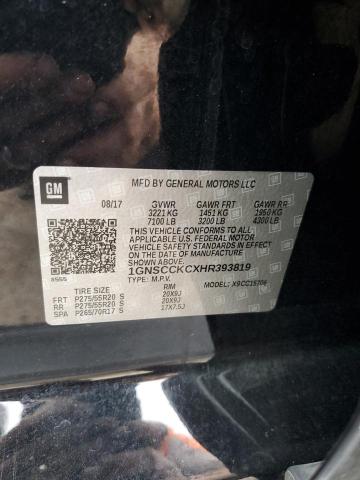 GM
MFD BY GENERAL MOTORS LLC
08/17 GVWR GAWR FRT GAWR RR
3221 KG 1451 KG 1950 KG
7100 LB 3200 LB 4300 LB
THIS VEHICLE CONFORMS TO ALL
APPLICABLE U.S. FEDERAL MOTOR
VEHICLE SAFETY STANDARDS IN EFFECT
ON THE DATE OF MANUFACTURE
SHOWN ABOVE.
1GNSCCKCXHR393819
TYPE: M.P.V. MODEL: X9CC15706
TIRE SIZE RIM
FRT P275/55R20 S 20X9J
RR P275/55R20 S 20X9J
SPA P265/70R17 S 17X7.5J